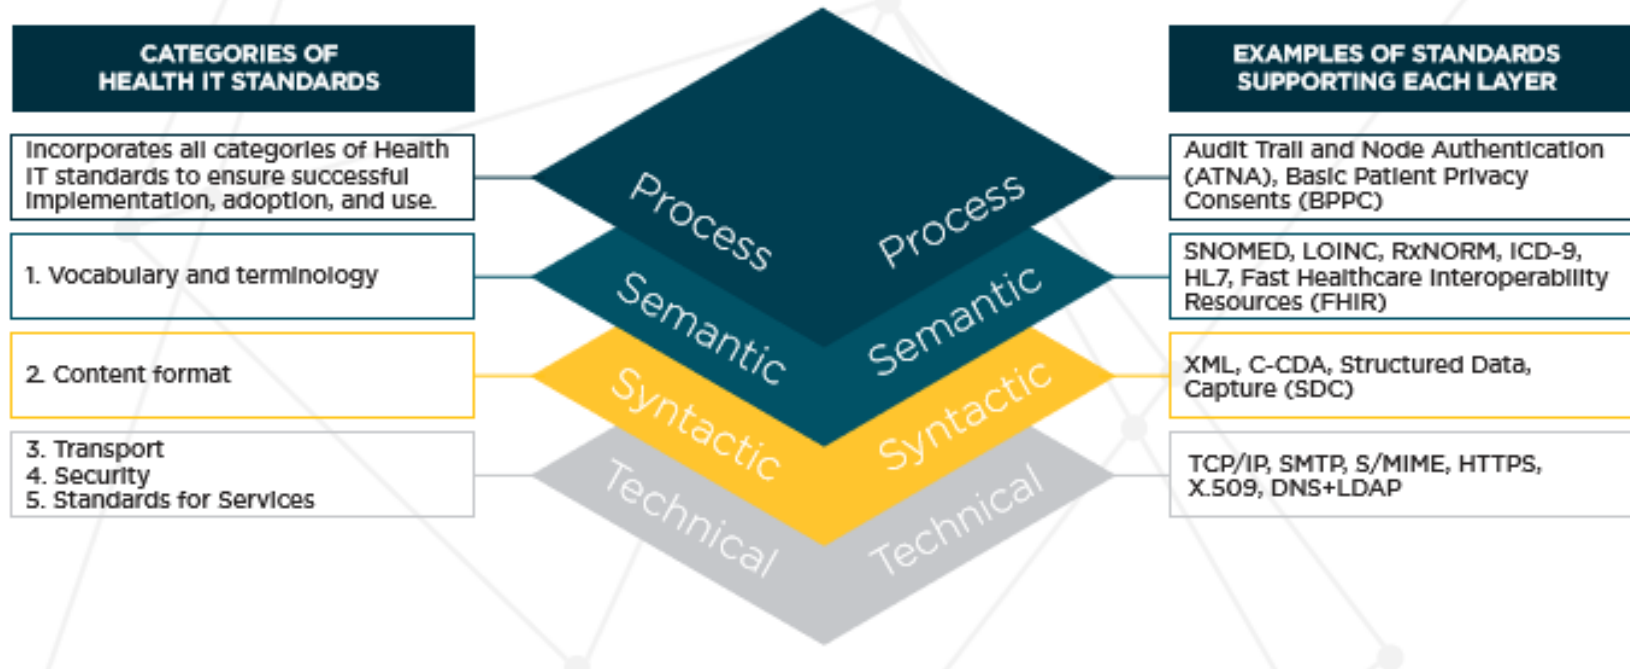 CATEGORIES OF
HEALTH IT STANDARDS
Incorporates all categories of Health
IT standards to ensure successful
implementation, adoption, and use.
1. Vocabulary and terminology
2. Content format
3. Transport
4. Security
5. Standards for Services
Process
Process
Semantic
Semantic
Syntactic
Syntactic
Technical
Technical
EXAMPLES OF STANDARDS
SUPPORTING EACH LAYER
Audit Trail and Node Authentication
(ATNA), Basic Patient Privacy
Consents (BPPC)
SNOMED, LOINC, RxNORM, ICD-9,
HL7, Fast Healthcare Interoperability
Resources (FHIR)
XML, C-CDA, Structured Data,
Capture (SDC)
TCP/IP, SMTP, S/MIME, HTTPS,
X.509, DNS+LDAP